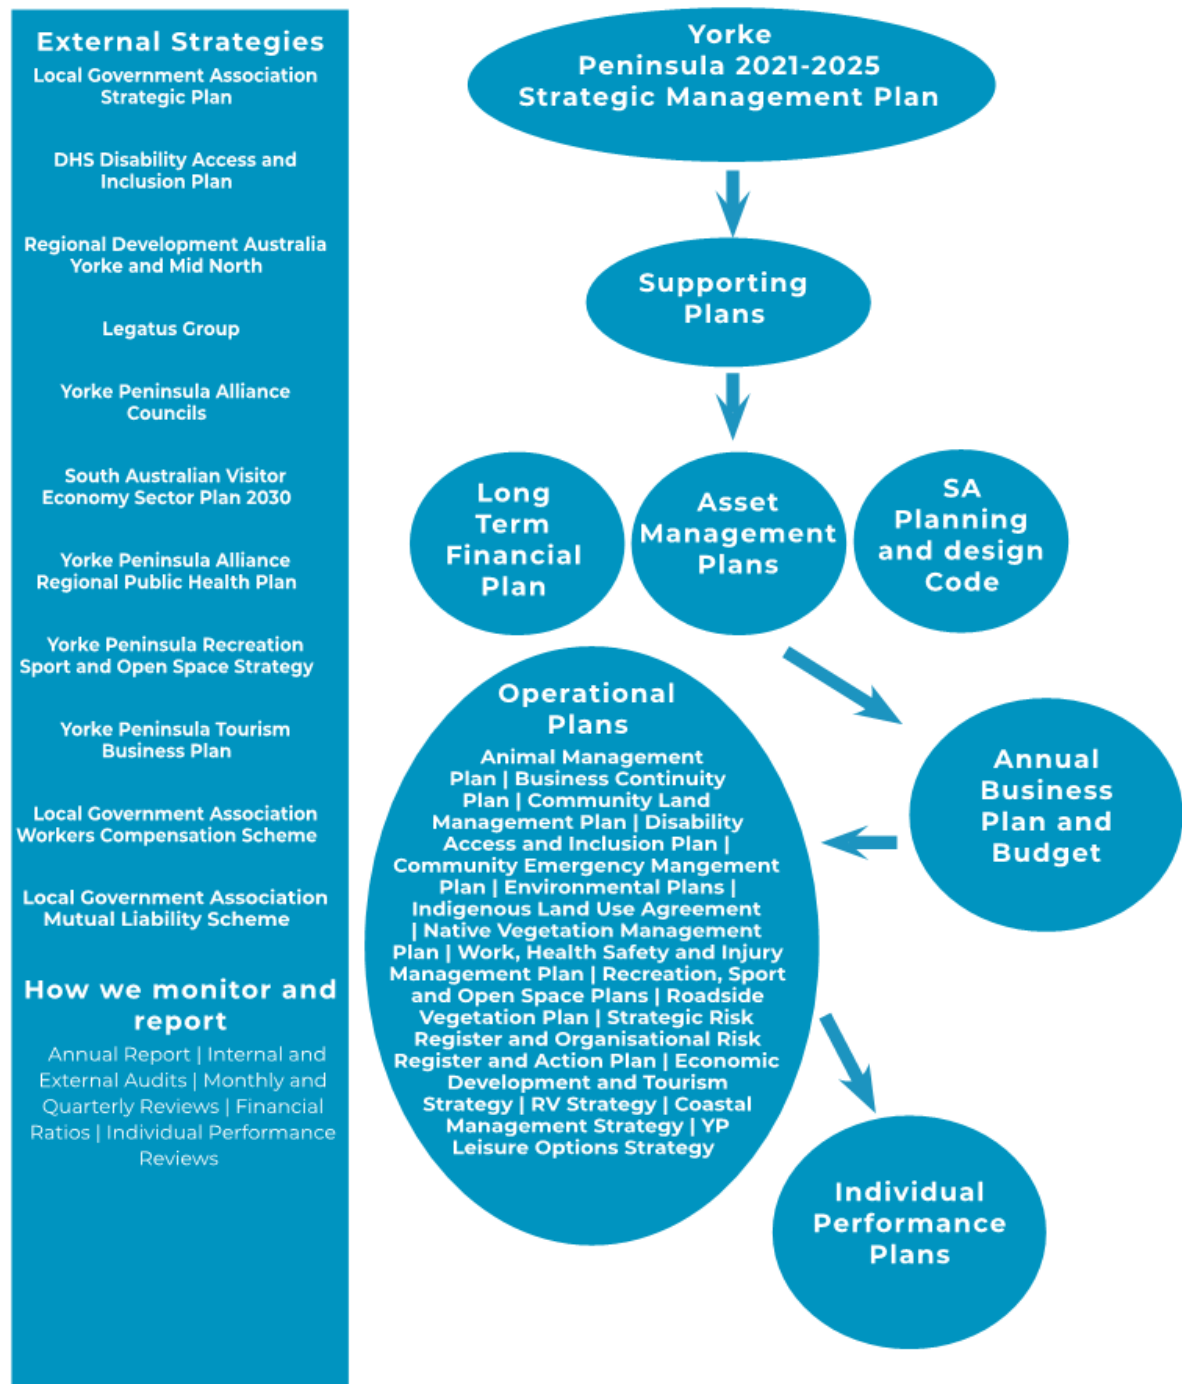 External Strategies
Local Government Association
Strategic Plan
DHS Disability Access and
Inclusion Plan
Regional Development Australia
Yorke and Mid North
Legatus Group
Yorke Peninsula Alliance
Councils
South Australian Visitor
Economy Sector Plan 2030
Yorke Peninsula Alliance
Regional Public Health Plan
Yorke Peninsula Recreation
Sport and Open Space Strategy
Yorke Peninsula Tourism
Business Plan
Local Government Association
Workers Compensation Scheme
Local Government Association
Mutual Liability Scheme
How we monitor and
report
Annual Report | Internal and
External Audits | Monthly and
Quarterly Reviews | Financial
Ratios | Individual Performance
Reviews
Yorke
Peninsula 2021-2025
Strategic Management Plan
Supporting
Plans
Long
Term
Financial
Plan
Asset
Management
Plans
SA
Planning
and design
Code
Annual
Business
Plan and
Budget
Operational
Plans
Animal Management
Plan | Business Continuity
Plan | Community Land
Management Plan | Disability
Access and Inclusion Plan |
Community Emergency Mangement
Plan | Environmental Plans |
Indigenous Land Use Agreement
| Native Vegetation Management
Plan | Work, Health Safety and Injury
Management Plan | Recreation, Sport
and Open Space Plans | Roadside
Vegetation Plan | Strategic Risk
Register and Organisational Risk
Register and Action Plan | Economic
Development and Tourism
Strategy | RV Strategy | Coastal
Management Strategy | YP
Leisure Options Strategy
Individual
Performance
Plans